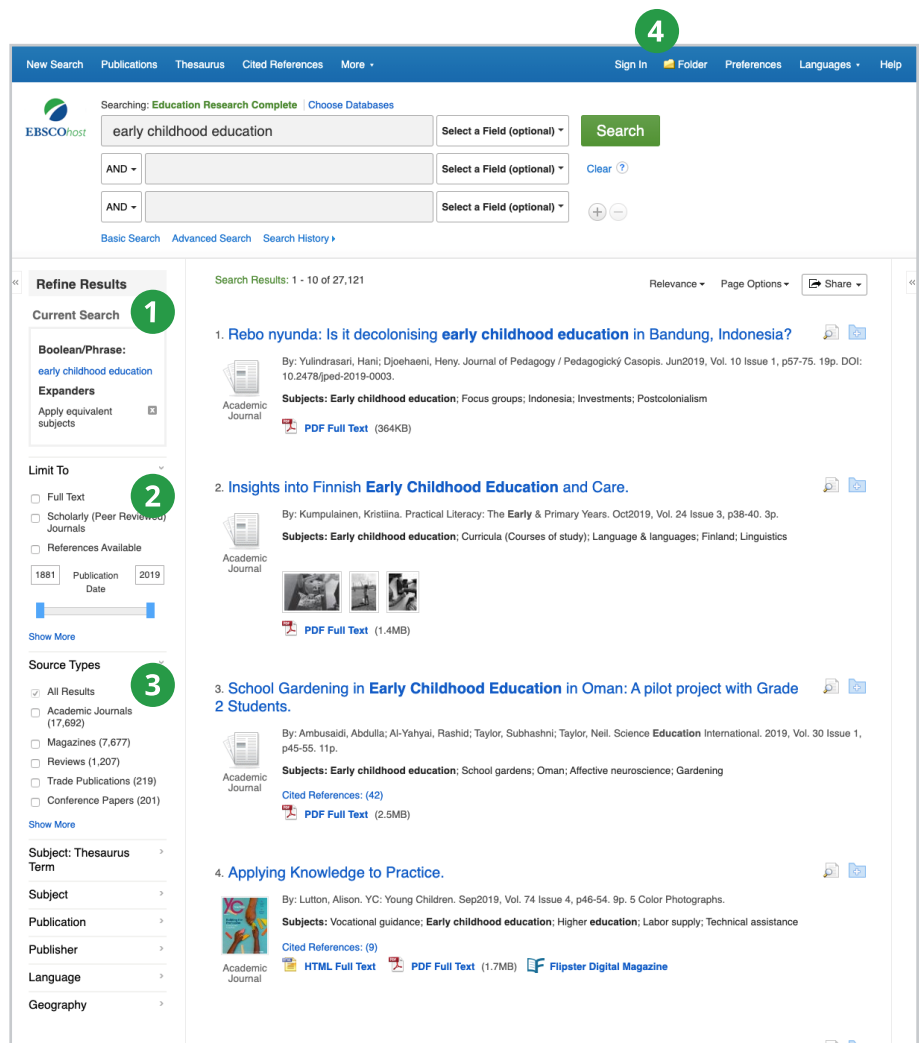 4
New Search Publications Thesaurus Cited References More Sign In Folder Preferences Languages Help
EBSCOhost
Searching: Education Research Complete | Choose Databases
early childhood education Select a Field (optional) Search
AND Select a Field (optional) Clear ?
AND Select a Field (optional) + −
Basic Search Advanced Search Search History
« Refine Results
Current Search 1
Boolean/Phrase:
early childhood education
Expanders
Apply equivalent
subjects x
Limit To
2
Full Text
Scholarly (Peer Reviewed)
Journals
References Available
1881 Publication 2019
Date
Show More
Source Types
3
All Results
Academic Journals
(17,692)
Magazines (7,677)
Reviews (1,207)
Trade Publications (219)
Conference Papers (201)
Show More
Subject: Thesaurus
Term
Subject
Publication
Publisher
Language
Geography
Search Results: 1 - 10 of 27,121 Relevance Page Options Share «
1. Rebo nyunda: Is it decolonising early childhood education in Bandung, Indonesia?
By: Yulindrasari, Hani; Djoehaeni, Heny. Journal of Pedagogy / Pedagogický Casopis. Jun2019, Vol. 10 Issue 1, p57-75. 19p. DOI:
10.2478/jped-2019-0003.
Subjects: Early childhood education; Focus groups; Indonesia; Investments; Postcolonialism
Academic
Journal
PDF Full Text (364KB)
2. Insights into Finnish Early Childhood Education and Care.
By: Kumpulainen, Kristiina. Practical Literacy: The Early & Primary Years. Oct2019, Vol. 24 Issue 3, p38-40. 3p.
Subjects: Early childhood education; Curricula (Courses of study); Language & languages; Finland; Linguistics
Academic
Journal
PDF Full Text (1.4MB)
3. School Gardening in Early Childhood Education in Oman: A pilot project with Grade
2 Students.
By: Ambusaidi, Abdulla; Al-Yahyai, Rashid; Taylor, Subhashni; Taylor, Neil. Science Education International. 2019, Vol. 30 Issue 1,
p45-55. 11p.
Subjects: Early childhood education; School gardens; Oman; Affective neuroscience; Gardening
Academic
Journal
Cited References: (42)
PDF Full Text (2.5MB)
4. Applying Knowledge to Practice.
By: Lutton, Alison. YC: Young Children. Sep2019, Vol. 74 Issue 4, p46-54. 9p. 5 Color Photographs.
Subjects: Vocational guidance; Early childhood education; Higher education; Labor supply; Technical assistance
YC
Cited References: (9)
Academic
Journal
HTML Full Text PDF Full Text (1.7MB) Flipster Digital Magazine